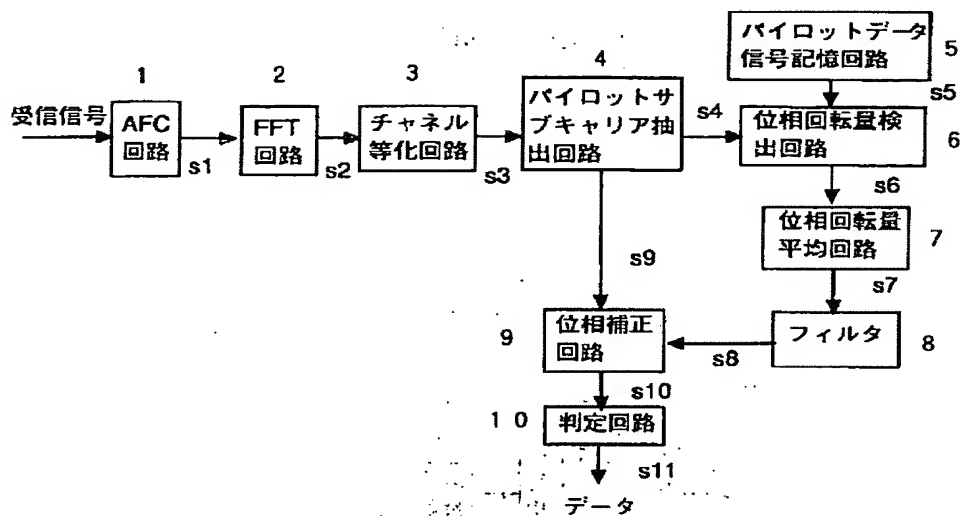 パイロットデータ
信号記憶回路
5
1
2
3
4
s5
受信信号
AFC
回路
s1
FFT
回路
s2
チャネル
等化回路
s3
パイロットサ
ブキャリア抽
出回路
s4
位相回転量検
出回路
6
s6
位相回転量
平均回路
7
s9
s7
9
位相補正
回路
s8
フィルタ
8
s10
10
判定回路
s11
データ